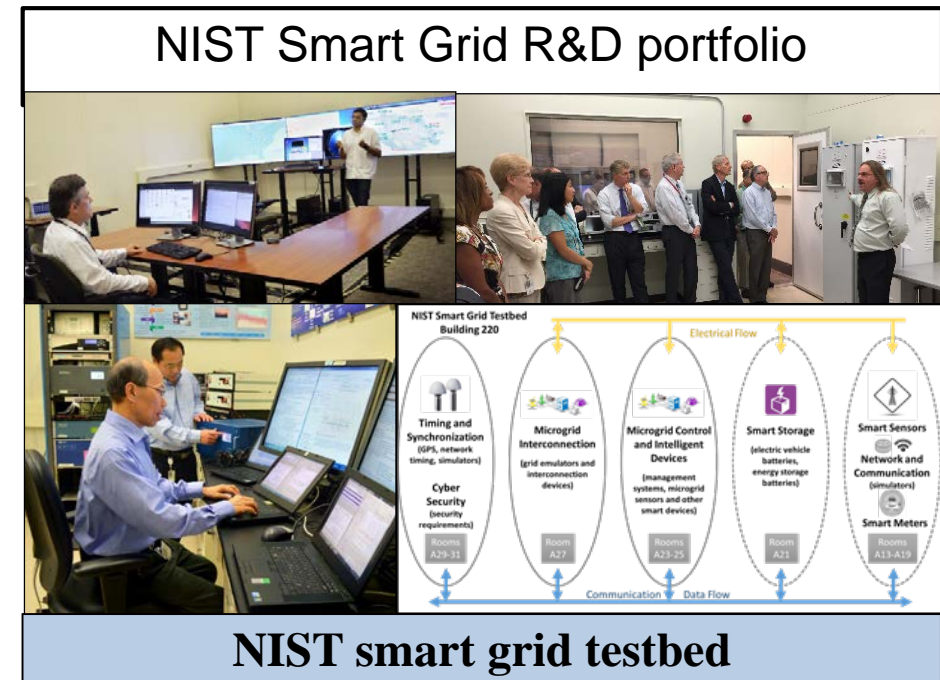 NIST Smart Grid R&D portfolio
NIST Smart Grid Testbed
Building 220
Electrical Flow
Timing and
Synchronization
(GPS, network
timing, simulators)
Cyber
Security
(security
requirements)
Rooms
A29-31
Microgrid
Interconnection
(grid emulators and
interconnection
devices)
Room
A27
Microgrid Control
and Intelligent
Devices
(management
systems, microgrid
sensors and other
smart devices)
Rooms
A23-25
Smart Storage
(electric vehicle
batteries,
energy storage
batteries)
Room
A21
Smart Sensors
Network and
Communication
(simulators)
Smart Meters
Rooms
A13-A19
Communication Data Flow
NIST smart grid testbed